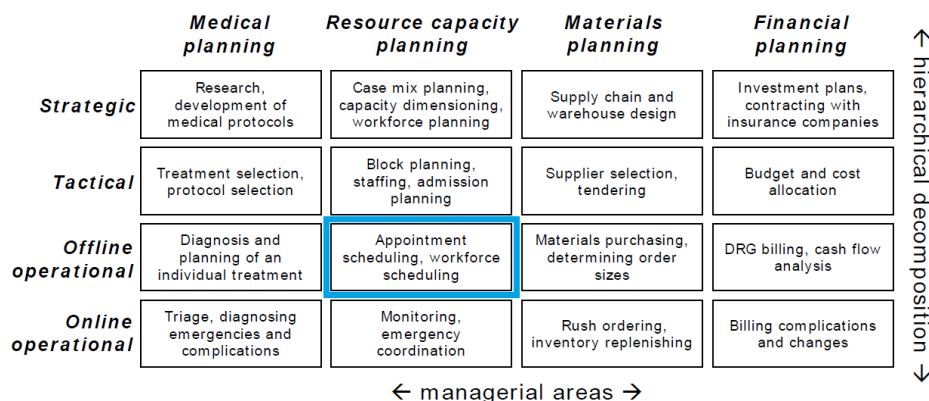 Medical
planning
Resource capacity
planning
Materials
planning
Financial
planning
Strategic
Research,
development of
medical protocols
Case mix planning,
capacity dimensioning,
workforce planning
Supply chain and
warehouse design
Investment plans,
contracting with
insurance companies
Tactical
Treatment selection,
protocol selection
Block planning,
staffing, admission
planning
Supplier selection,
tendering
Budget and cost
allocation
Offline
operational
Diagnosis and
planning of an
individual treatment
Appointment
scheduling, workforce
scheduling
Materials purchasing,
determining order
sizes
DRG billing, cash flow
analysis
Online
operational
Triage, diagnosing
emergencies and
complications
Monitoring,
emergency
coordination
Rush ordering,
inventory replenishing
Billing complications
and changes
← managerial areas →
← hierarchical decomposition →